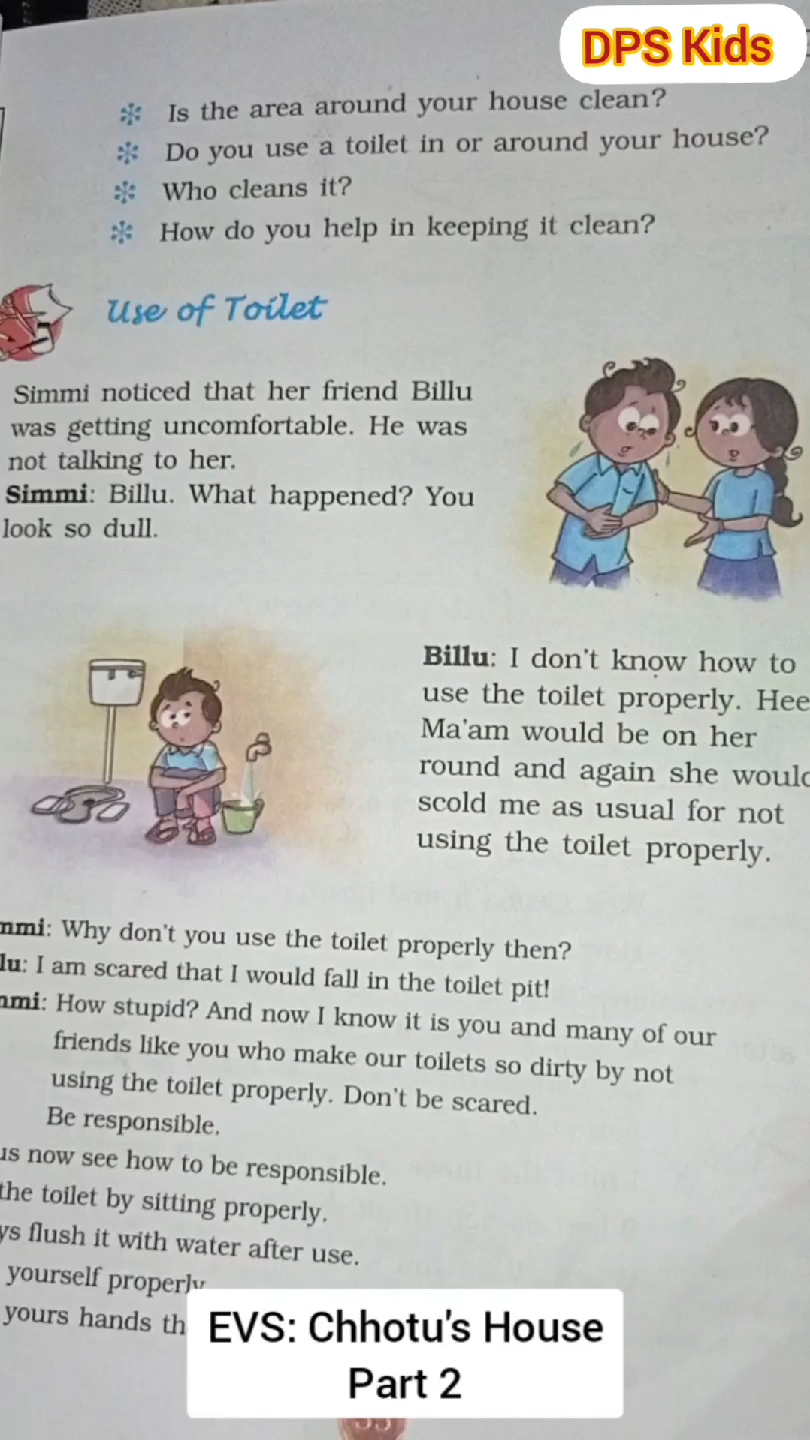 DPS Kids
Is the area around your house clean?
Do you use a toilet in or around your house?
Who cleans it?
How do you help in keeping it clean?
Use of Toilet
Simmi noticed that her friend Billu
was getting uncomfortable. He was
not talking to her.
Simmi: Billu. What happened? You
look so dull.
Billu: I don't know how to
use the toilet properly. Hee
Ma'am would be on her
round and again she would
scold me as usual for not
using the toilet properly.
mmi: Why don't you use the toilet properly then?
lu: I am scared that I would fall in the toilet pit!
mmi: How stupid? And now I know it is you and many of our
friends like you who make our toilets so dirty by not
using the toilet properly. Don't be scared.
Be responsible.
us now see how to be responsible.
the toilet by sitting properly.
ys flush it with water after use.
yourself properly
yours hands th
EVS: Chhotu's House
Part 2